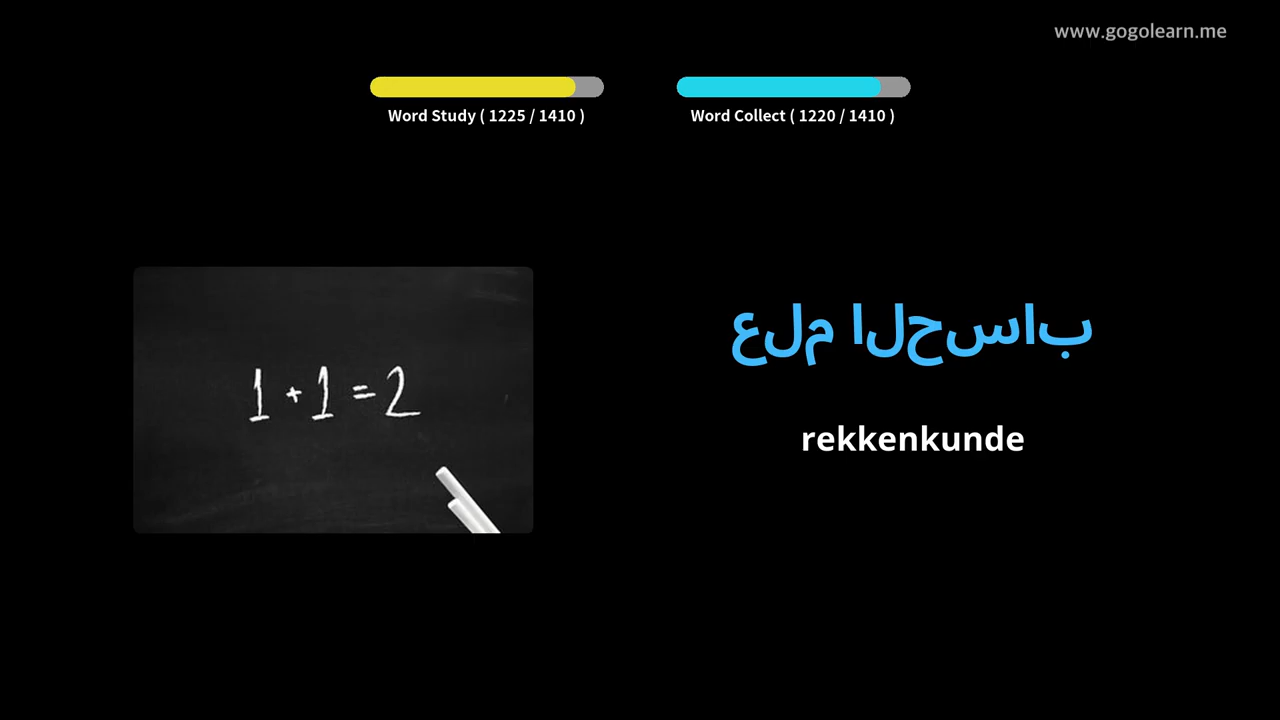 www.gogolearn.me
Word Study ( 1225 / 1410 )
Word Collect ( 1220 / 1410 )
1 + 1 = 2
علم الحساب
rekkenkunde